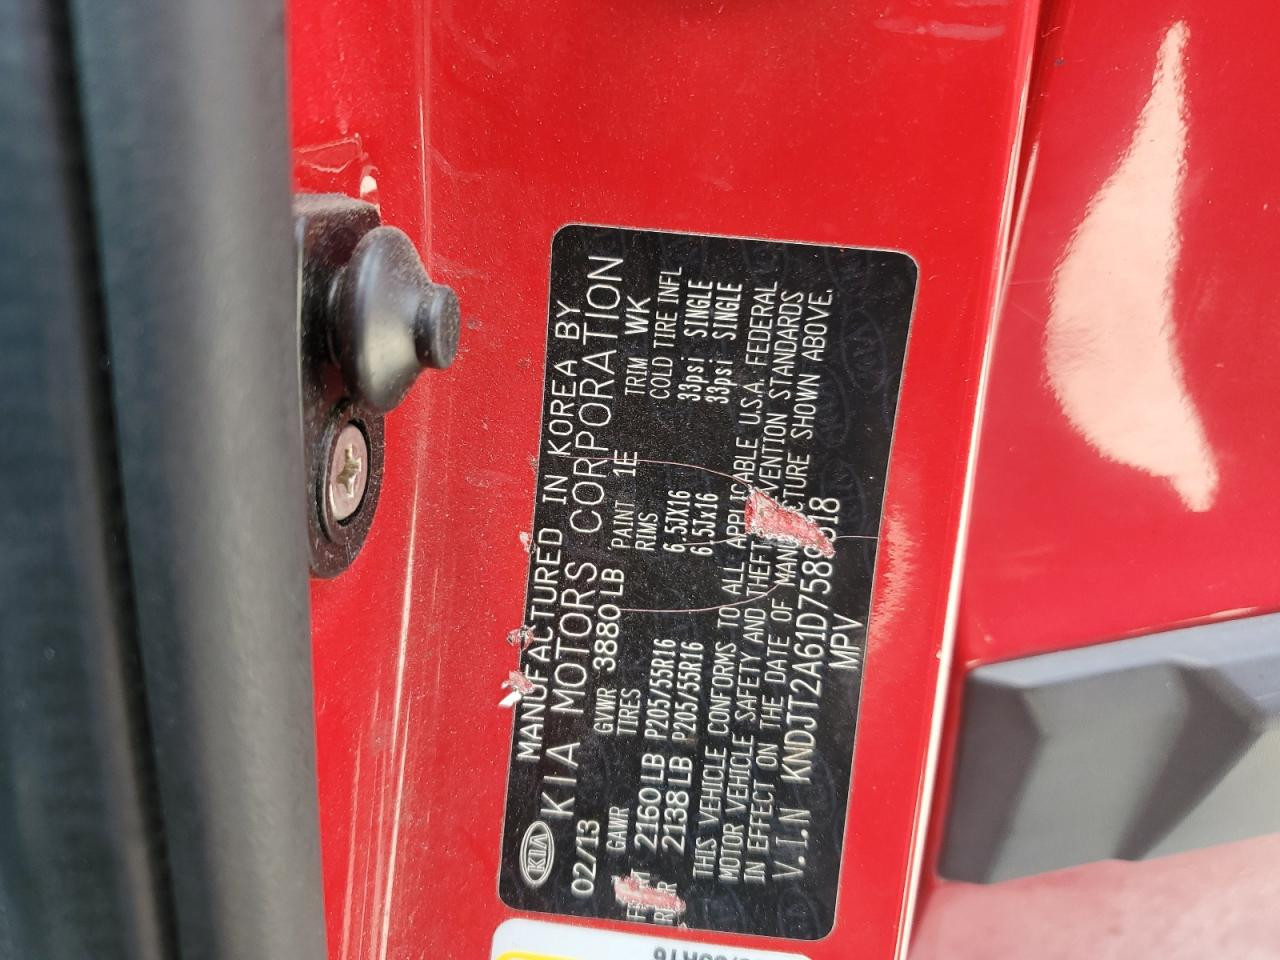 KIA
MANUFACTURED IN KOREA BY
KIA MOTORS CORPORATION
02/13 GVWR 3880 LB PAINT 1E TRIM WK
GAWR TIRES RIMS COLD TIRE INFL
2160 LB P205/55R16 6.5JX16 33psi SINGLE
2138 LB P205/55R16 6.5Jx16 33psi SINGLE
THIS VEHICLE CONFORMS TO ALL APPLICABLE U.S.A. FEDERAL
MOTOR VEHICLE SAFETY AND THEFT STANDARDS
IN EFFECT ON THE DATE OF SHOWN ABOVE.
V.I.N
MPV